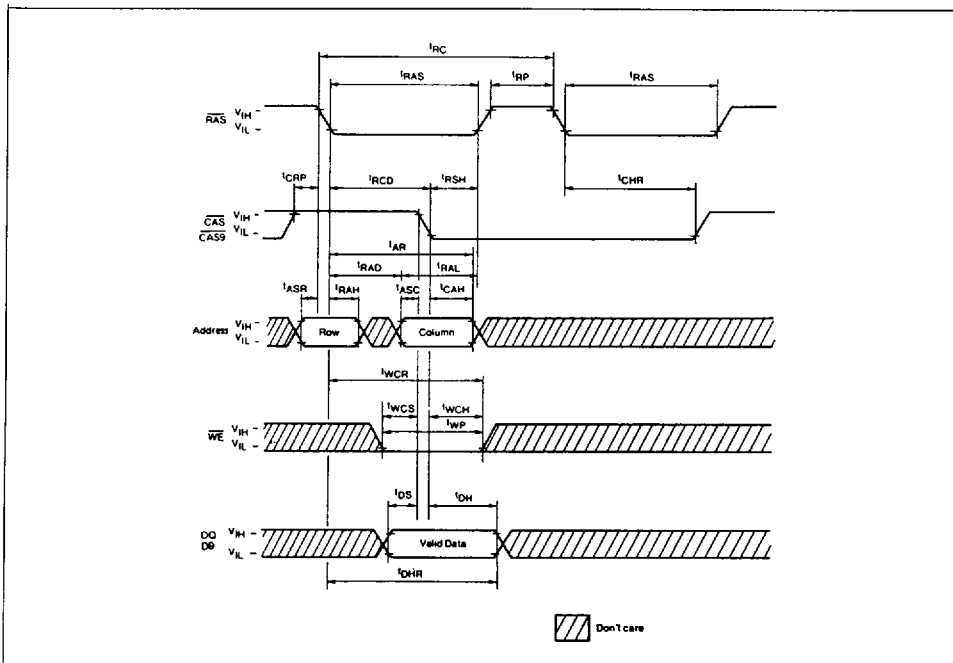 tRC
tRAS tRP tRAS
RAS VIH
VIL
tCRP tRCD tRSH tCHR
CAS VIH
CAS9 VIL
tAR
tRAD tRAL
tASR tRAH tASC tCAH
Address VIH Row Column
VIL
tWCR
tWCS tWCH
tWP
WE VIH
VIL
tDS tDH
DQ VIH
D9 VIL Valid Data
tDHR
Don't care